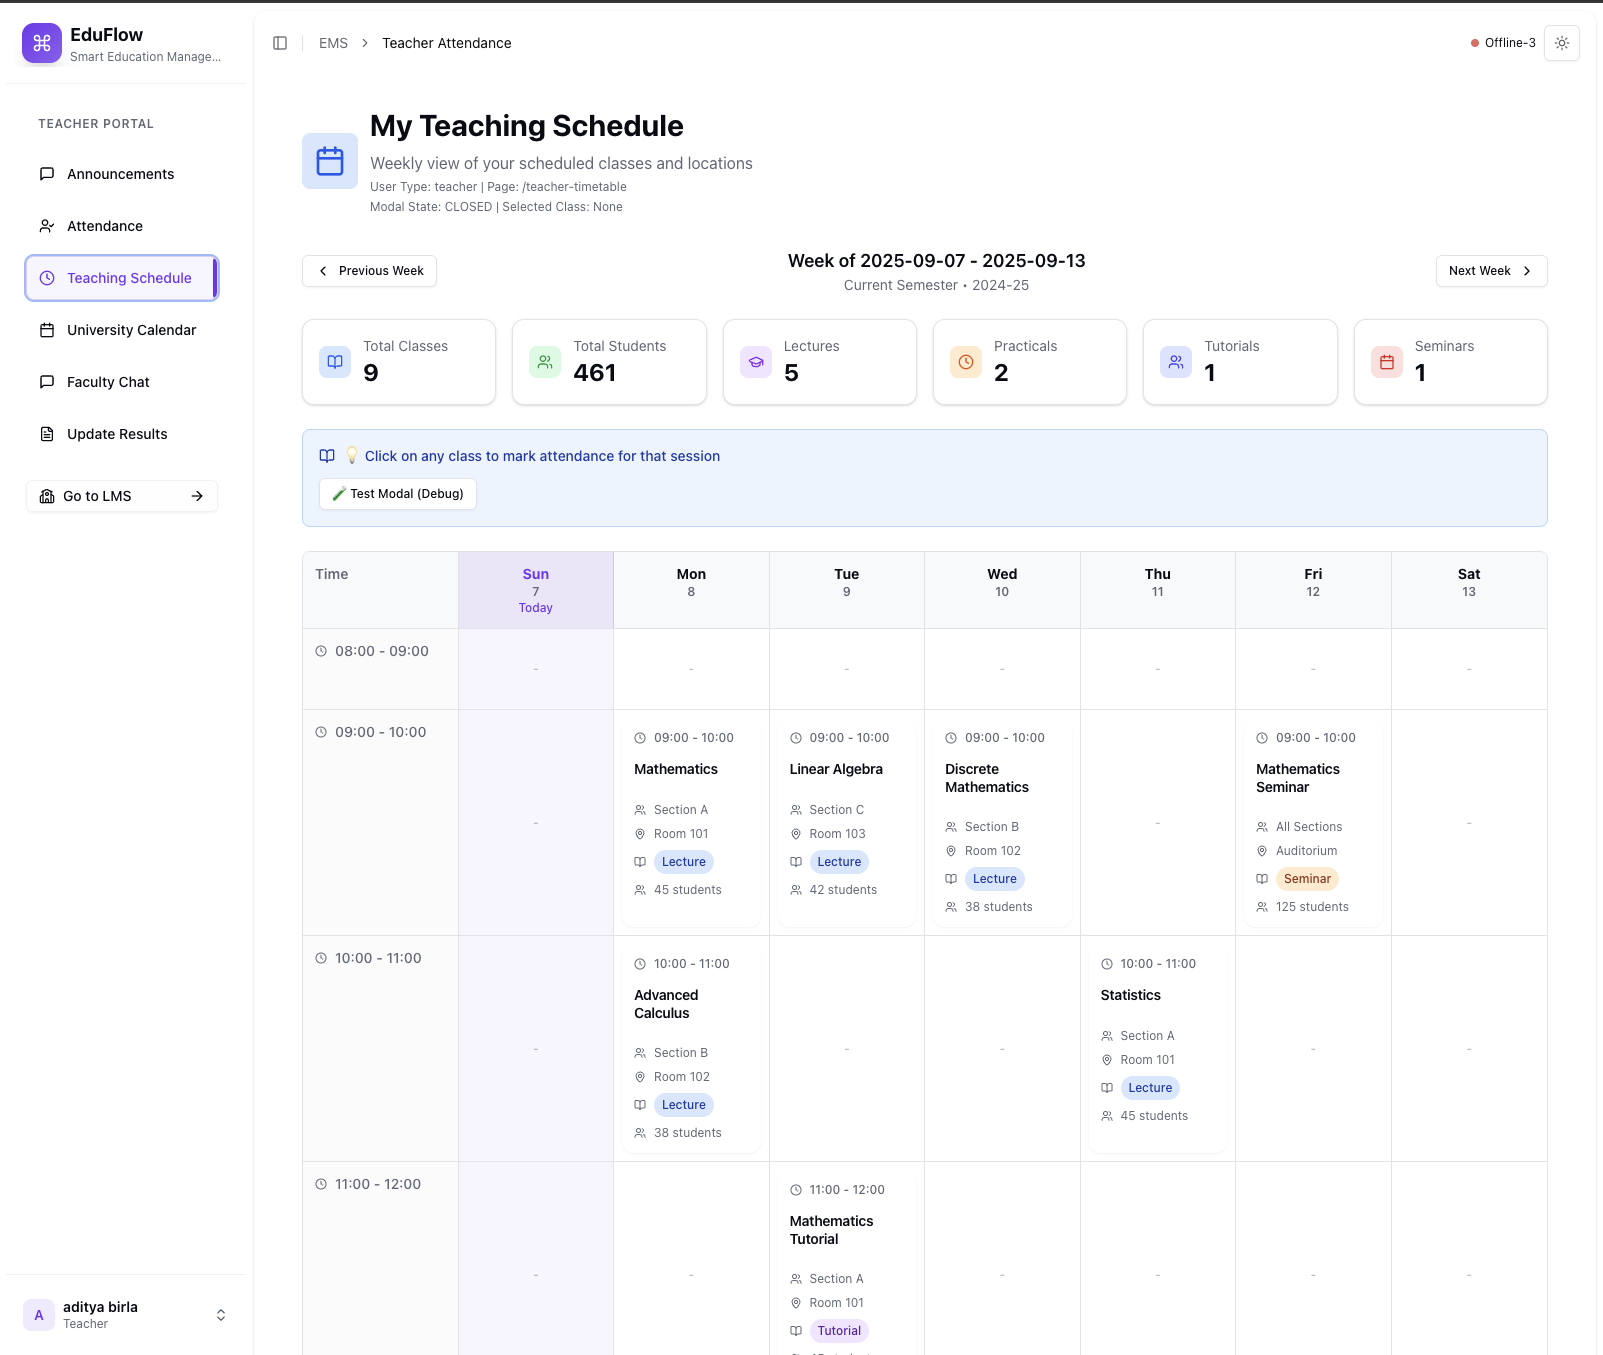 EduFlow
Smart Education Manage...
TEACHER PORTAL
Announcements
Attendance
Teaching Schedule
University Calendar
Faculty Chat
Update Results
Go to LMS
aditya birla
A
Teacher
EMS > Teacher Attendance
Offline-3
My Teaching Schedule
Weekly view of your scheduled classes and locations
User Type: teacher | Page: /teacher-timetable
Modal State: CLOSED | Selected Class: None
Previous Week
Week of 2025-09-07 - 2025-09-13
Current Semester • 2024-25
Next Week
Total Classes
9
Total Students
461
Lectures
5
Practicals
2
Tutorials
1
Seminars
1
💡 Click on any class to mark attendance for that session
Test Modal (Debug)
Time
Sun
7
Today
Mon
8
Tue
9
Wed
10
Thu
11
Fri
12
Sat
13
08:00 - 09:00
- - - - - - -
09:00 - 10:00
-
09:00 - 10:00
Mathematics
Section A
Room 101
Lecture
45 students
09:00 - 10:00
Linear Algebra
Section C
Room 103
Lecture
42 students
09:00 - 10:00
Discrete
Mathematics
Section B
Room 102
Lecture
38 students
-
09:00 - 10:00
Mathematics
Seminar
All Sections
Auditorium
Seminar
125 students
-
10:00 - 11:00
-
10:00 - 11:00
Advanced
Calculus
Section B
Room 102
Lecture
38 students
-
-
10:00 - 11:00
Statistics
Section A
Room 101
Lecture
45 students
-
-
11:00 - 12:00
-
-
11:00 - 12:00
Mathematics
Tutorial
Section A
Room 101
Tutorial
-
-
-
-